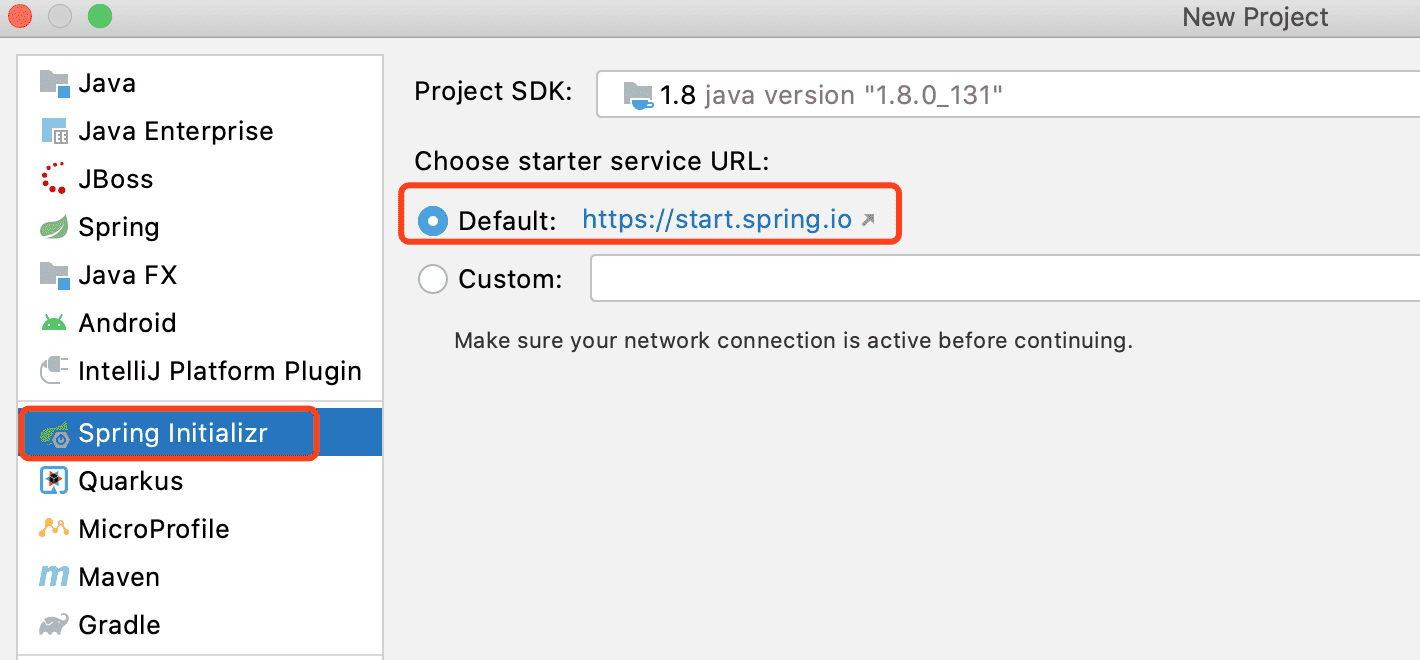 New Project
Java
Java Enterprise
JBoss
Spring
Java FX
Android
IntelliJ Platform Plugin
Spring Initializr
Quarkus
MicroProfile
Maven
Gradle
Project SDK: 1.8 java version "1.8.0_131"
Choose starter service URL:
Default: https://start.spring.io
Custom:
Make sure your network connection is active before continuing.